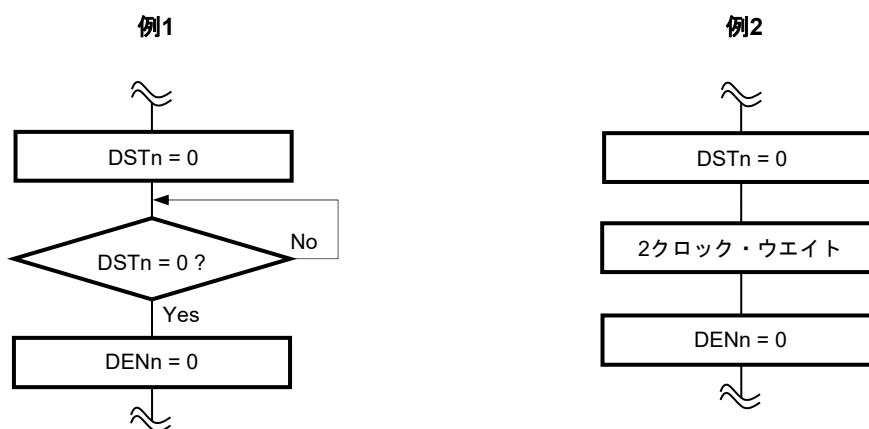 例1
DSTn = 0
DSTn = 0 ?
No
Yes
DENn = 0
例2
DSTn = 0
2クロック・ウエイト
DENn = 0